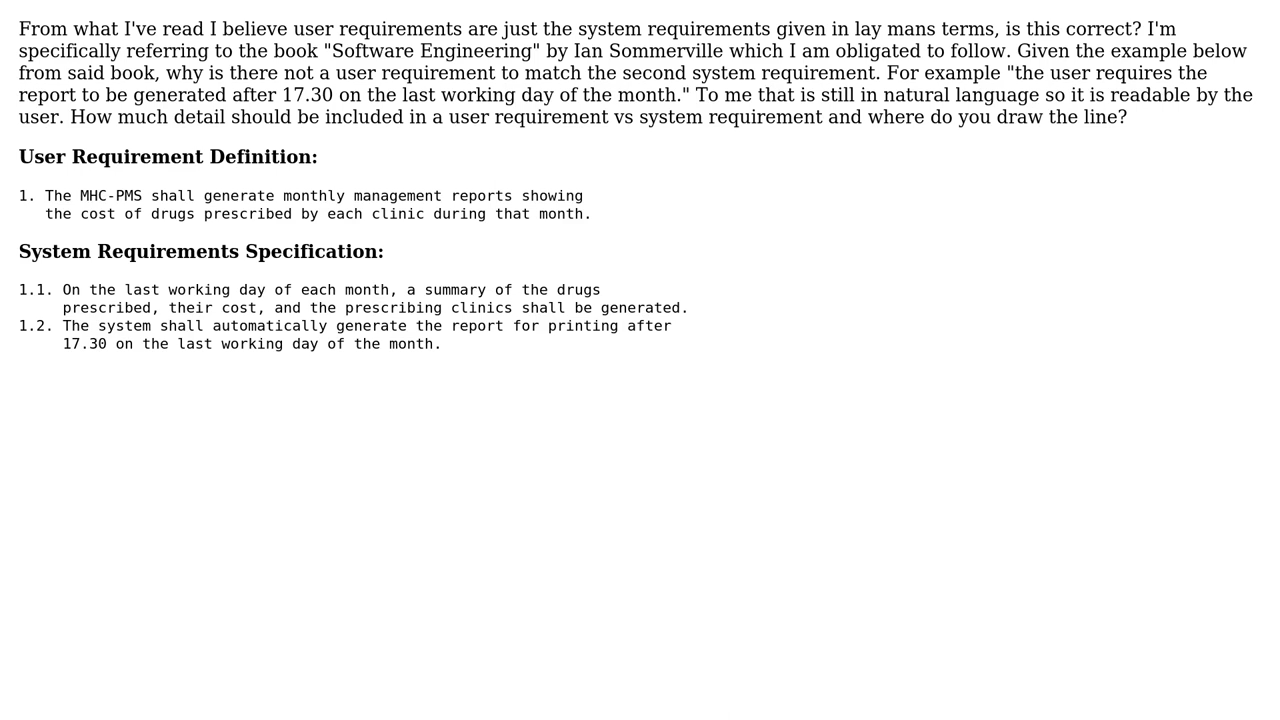 From what I've read I believe user requirements are just the system requirements given in lay mans terms, is this correct? I'm
specifically referring to the book "Software Engineering" by Ian Sommerville which I am obligated to follow. Given the example below
from said book, why is there not a user requirement to match the second system requirement. For example "the user requires the
report to be generated after 17.30 on the last working day of the month." To me that is still in natural language so it is readable by the
user. How much detail should be included in a user requirement vs system requirement and where do you draw the line?
User Requirement Definition:
1. The MHC-PMS shall generate monthly management reports showing
the cost of drugs prescribed by each clinic during that month.
System Requirements Specification:
1.1. On the last working day of each month, a summary of the drugs
prescribed, their cost, and the prescribing clinics shall be generated.
1.2. The system shall automatically generate the report for printing after
17.30 on the last working day of the month.